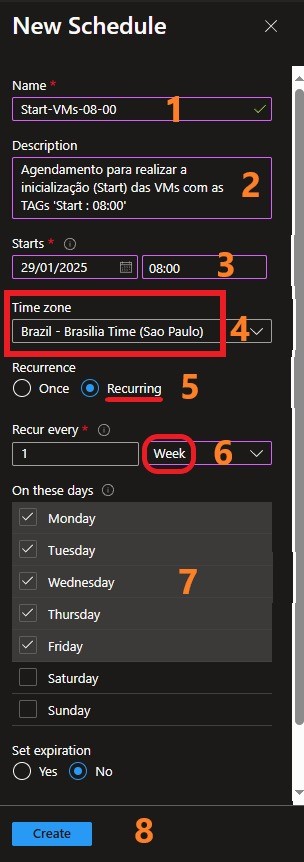 New Schedule
Name *
Start-VMs-08-00 1
Description
Agendamento para realizar a
inicialização (Start) das VMs com as
TAGs 'Start : 08:00'
2
Starts *
29/01/2025 08:00 3
Time zone
Brazil - Brasilia Time (Sao Paulo) 4
Recurrence
Once Recurring 5
Recur every *
1 Week 6
On these days
Monday
Tuesday
Wednesday 7
Thursday
Friday
Saturday
Sunday
Set expiration
Yes No
Create 8